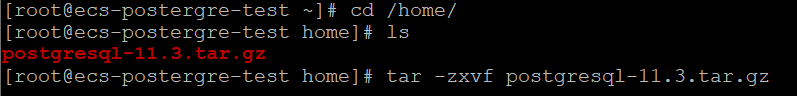 [root@ecs-postergre-test ~]# cd /home/
[root@ecs-postergre-test home]# ls
postgresql-11.3.tar.gz
[root@ecs-postergre-test home]# tar -zxvf postgresql-11.3.tar.gz